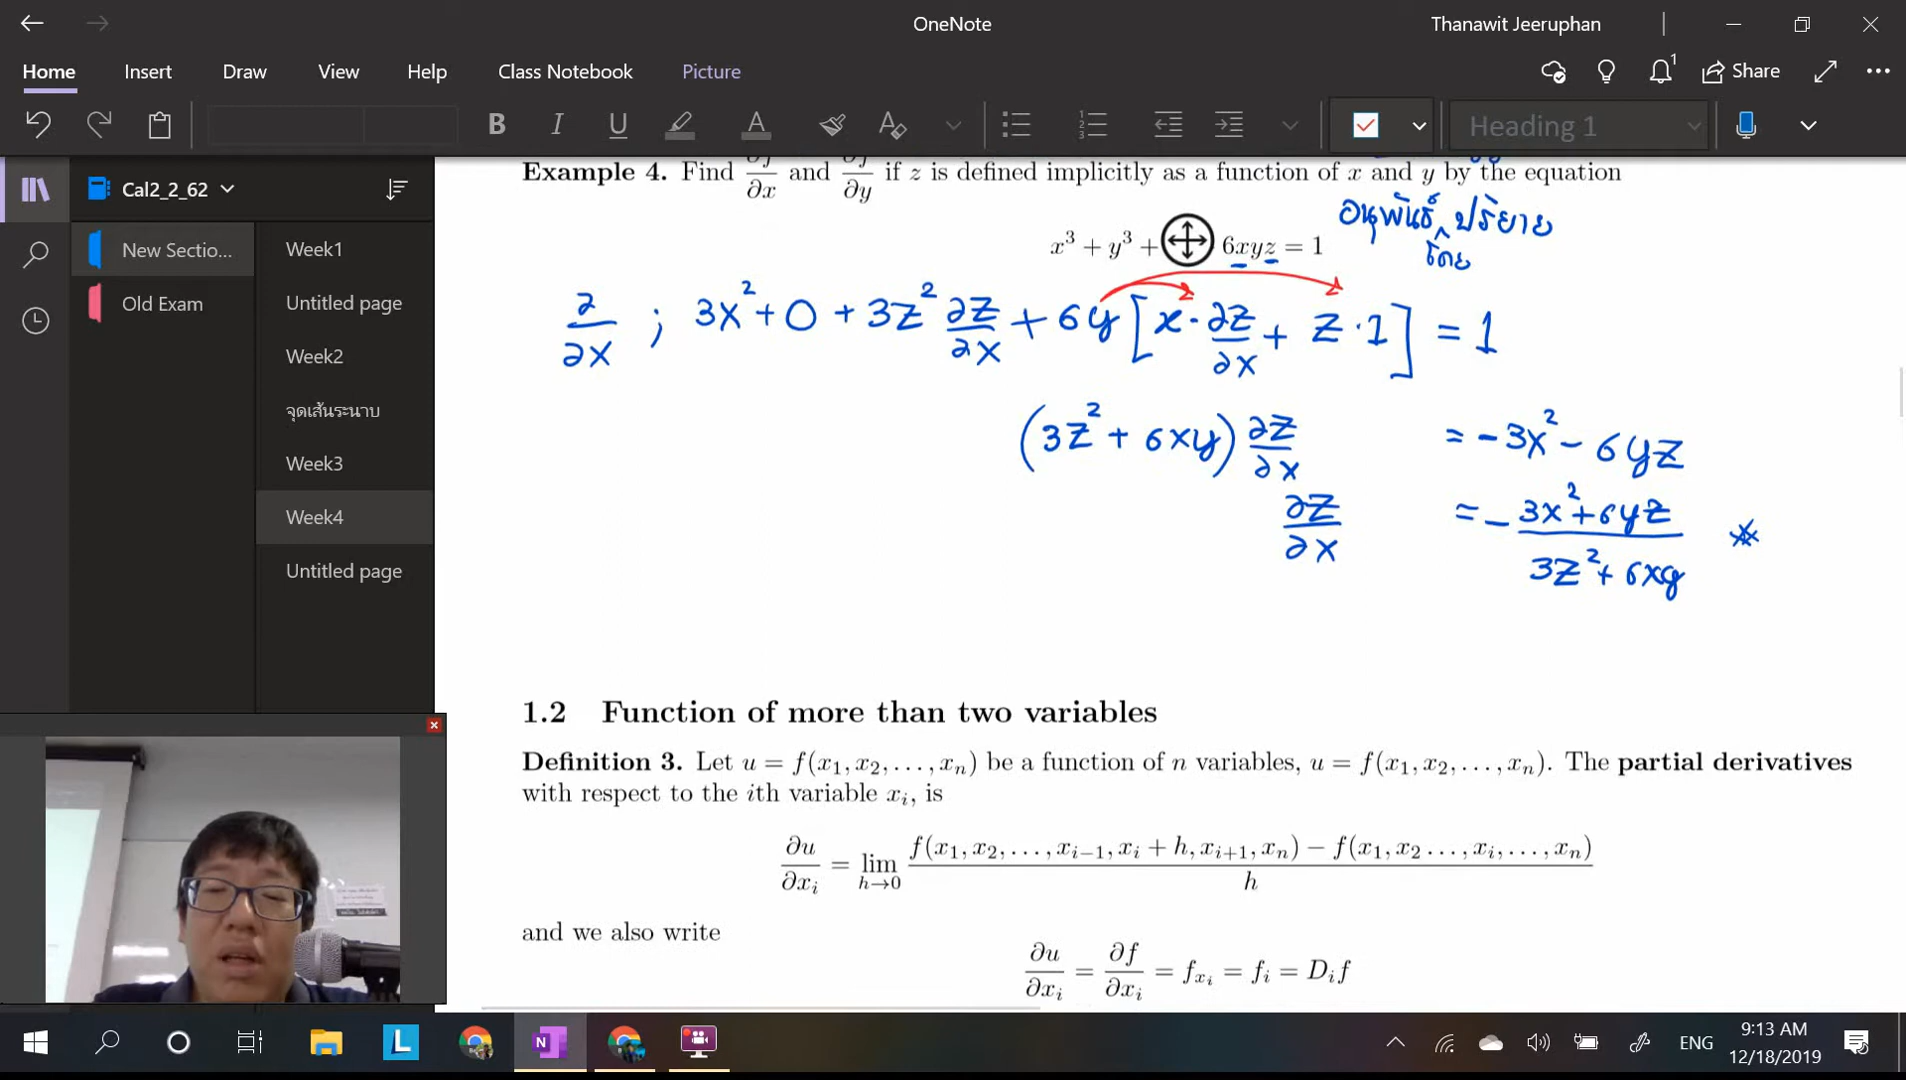 OneNote
Thanawit Jeeruphan
Home Insert Draw View Help Class Notebook Picture
1 Share
B I U A Heading 1
Cal2_2_62
New Sectio...
Old Exam
Week1
Untitled page
Week2
จุดเส้นระนาบ
Week3
Week4
Untitled page
Example 4. Find ∂f/∂x and ∂f/∂y if z is defined implicitly as a function of x and y by the equation
x³ + y³ + 6xyz = 1
อนุพันธ์ ปริยาย
โดย
∂/∂x ; 3x² + 0 + 3z² ∂z/∂x + 6y [x · ∂z/∂x + z · 1] = 1
(3z² + 6xy) ∂z/∂x = -3x² - 6yz
∂z/∂x = - (3x² + 6yz)/(3z² + 6xy)
1.2 Function of more than two variables
Definition 3. Let u = f(x₁, x₂, . . . , xₙ) be a function of n variables, u = f(x₁, x₂, . . . , xₙ). The partial derivatives
with respect to the ith variable xᵢ, is
∂u/∂xᵢ = lim h→0 (f(x₁, x₂, . . . , xᵢ₋₁, xᵢ + h, xᵢ₊₁, xₙ) − f(x₁, x₂ . . . , xᵢ, . . . , xₙ))/h
and we also write
∂u/∂xᵢ = ∂f/∂xᵢ = fₓᵢ = fᵢ = Dᵢf
L N ENG
9:13 AM
12/18/2019